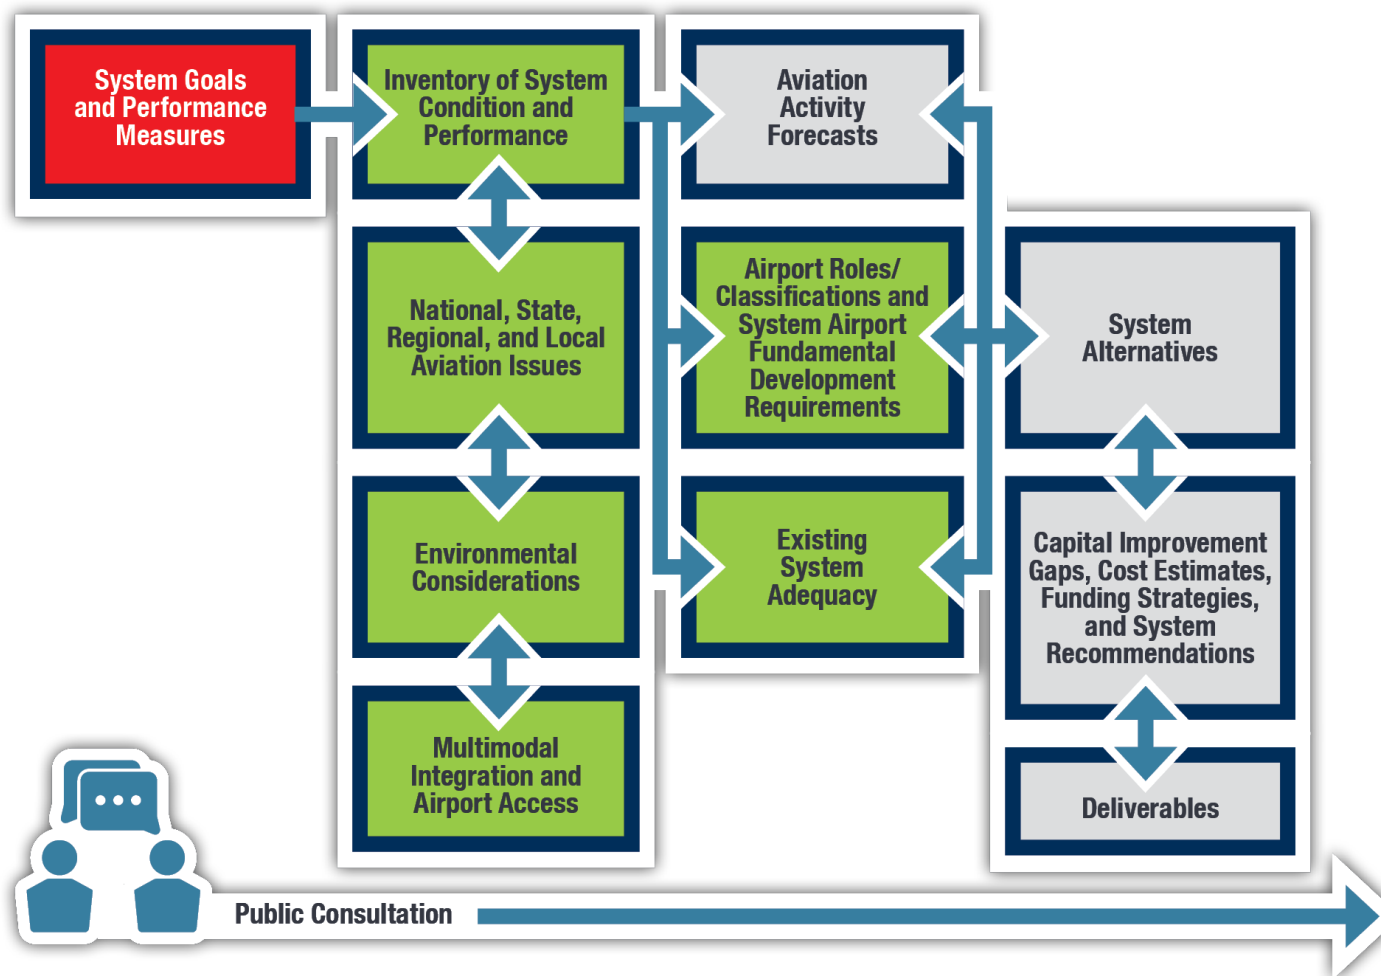 System Goals
and Performance
Measures
Inventory of System
Condition and
Performance
National, State,
Regional, and Local
Aviation Issues
Environmental
Considerations
Multimodal
Integration and
Airport Access
Aviation
Activity
Forecasts
Airport Roles/
Classifications and
System Airport
Fundamental
Development
Requirements
Existing
System
Adequacy
System
Alternatives
Capital Improvement
Gaps, Cost Estimates,
Funding Strategies,
and System
Recommendations
Deliverables
Public Consultation